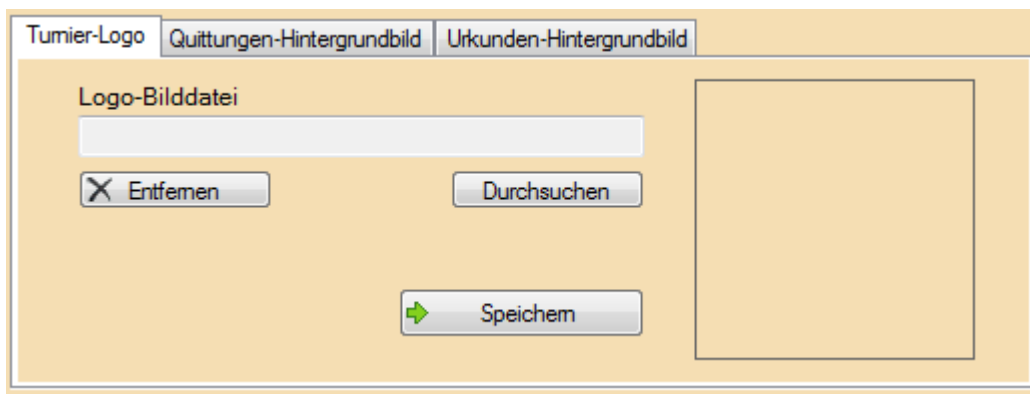 Turnier-Logo Quittungen-Hintergrundbild Urkunden-Hintergrundbild
Logo-Bilddatei
Entfernen Durchsuchen
Speichern